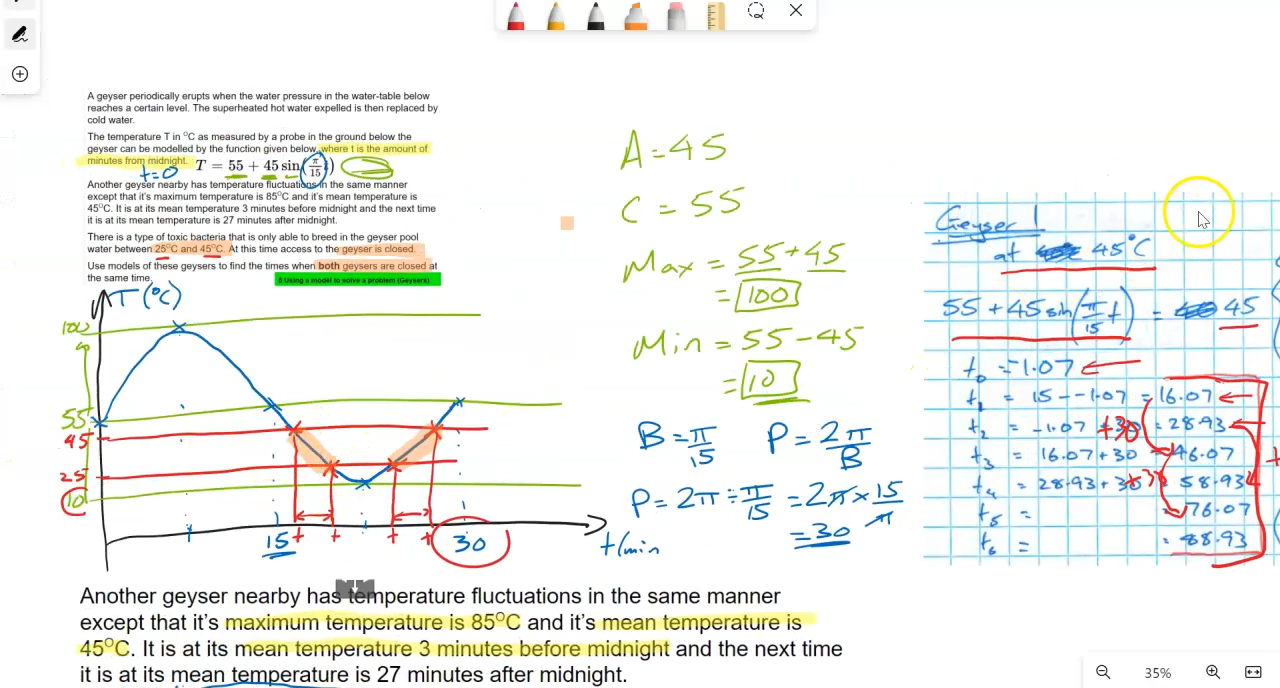 A geyser periodically erupts when the water pressure in the water-table below
reaches a certain level. The superheated hot water expelled is then replaced by
cold water.
The temperature T in °C as measured by a probe in the ground below the
geyser can be modelled by the function given below, where t is the amount of
minutes from midnight. T = 55 + 45 sin(π/15 t)
t=0
Another geyser nearby has temperature fluctuations in the same manner
except that it's maximum temperature is 85°C and it's mean temperature is
45°C. It is at its mean temperature 3 minutes before midnight and the next time
it is at its mean temperature is 27 minutes after midnight.
There is a type of toxic bacteria that is only able to breed in the geyser pool
water between 25°C and 45°C. At this time access to the geyser is closed.
Use models of these geysers to find the times when both geysers are closed at
the same time.
T (°C)
100
55
45
25
10
15
t
t
t
t
30
t/min
A = 45
C = 55
Max = 55 + 45
= 100
Min = 55 - 45
= 10
B = π/15 P = 2π/B
P = 2π ÷ π/15 = 2π × 15/π
= 30
Geyser 1
at 45°C
55 + 45 sin(π/15 t) = 45
t₀ = -1.07
t₁ = 15 - -1.07 = 16.07
t₂ = -1.07 +30 = 28.93
t₃ = 16.07 + 30 = 46.07
t₄ = 28.93 + 30 = 58.93
t₅ = 76.07
t₆ = = 88.93
Another geyser nearby has temperature fluctuations in the same manner
except that it's maximum temperature is 85°C and it's mean temperature is
45°C. It is at its mean temperature 3 minutes before midnight and the next time
it is at its mean temperature is 27 minutes after midnight.
35%